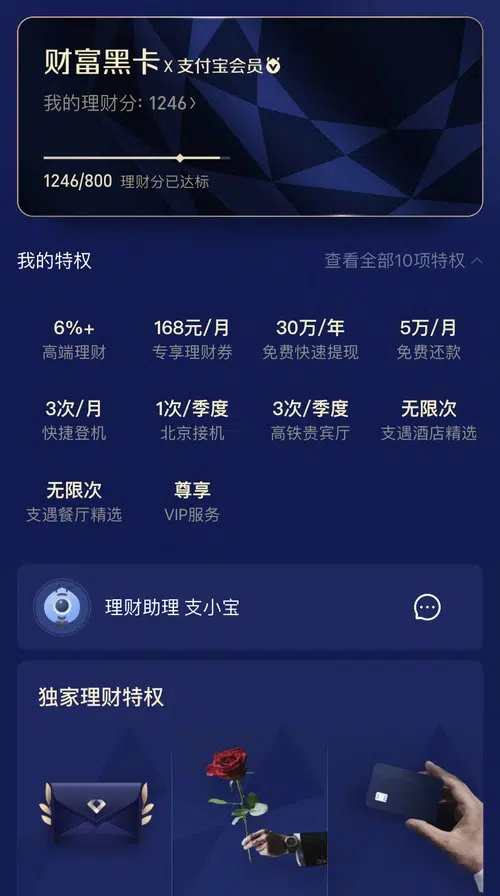 财富黑卡 X 支付宝会员
我的理财分: 1246
1246/800 理财分已达标
我的特权 查看全部10项特权
6%+ 168元/月 30万/年 5万/月
高端理财 专享理财券 免费快速提现 免费还款
3次/月 1次/季度 3次/季度 无限次
快捷登机 北京接机 高铁贵宾厅 支遇酒店精选
无限次 尊享
支遇餐厅精选 VIP服务
理财助理 支小宝
独家理财特权